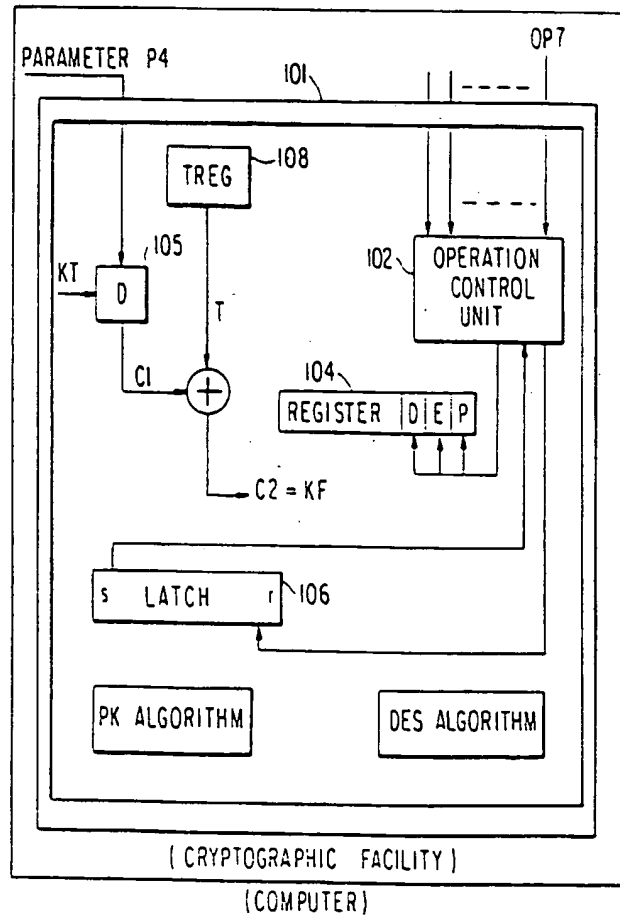 OP7
PARAMETER P4
101
108
TREG
105
102
OPERATION
CONTROL
UNIT
KT
D
T
C1
+
104
REGISTER D E P
C2 = KF
s LATCH r
106
PK ALGORITHM
DES ALGORITHM
(CRYPTOGRAPHIC FACILITY)
(COMPUTER)